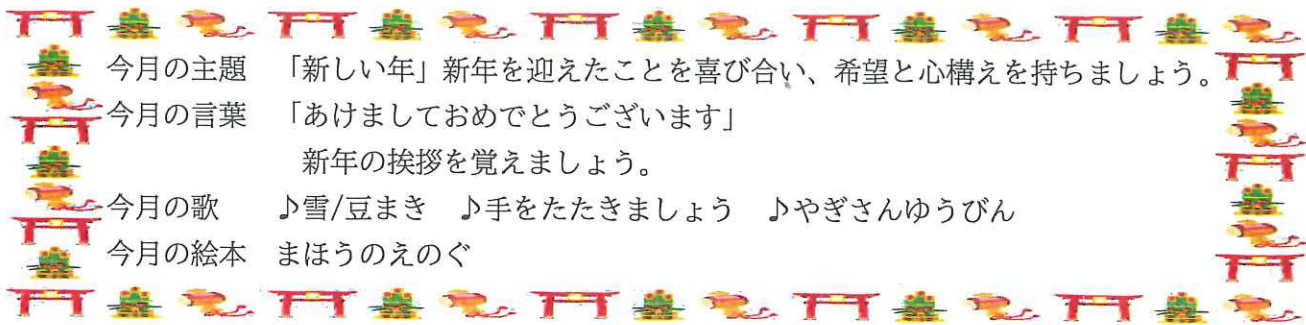 今月の主題　「新しい年」新年を迎えたことを喜び合い、希望と心構えを持ちましょう。
今月の言葉　「あけましておめでとうございます」
新年の挨拶を覚えましょう。
今月の歌　♪雪/豆まき　♪手をたたきましょう　♪やぎさんゆうびん
今月の絵本　まほうのえのぐ